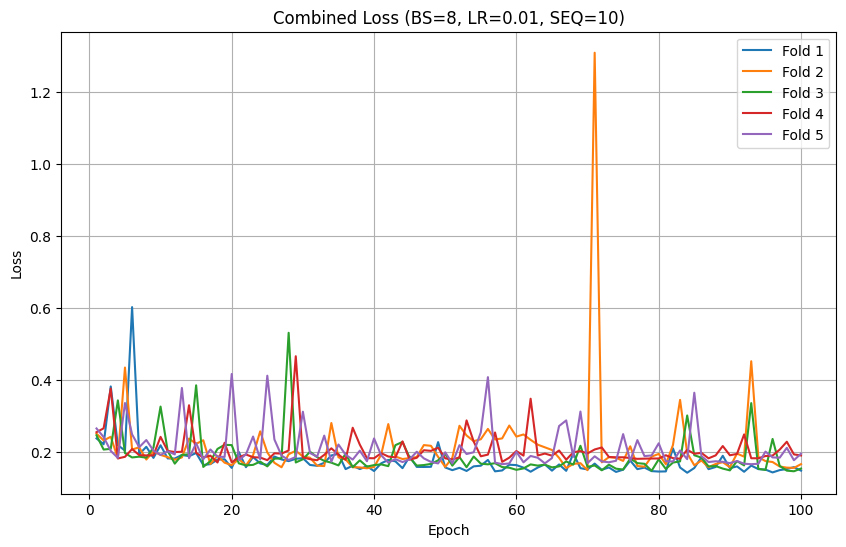 Combined Loss (BS=8, LR=0.01, SEQ=10)
Fold 1
Fold 2
Fold 3
Fold 4
Fold 5
1.2
1.0
0.8
0.6
0.4
0.2
Loss
0 20 40 60 80 100
Epoch